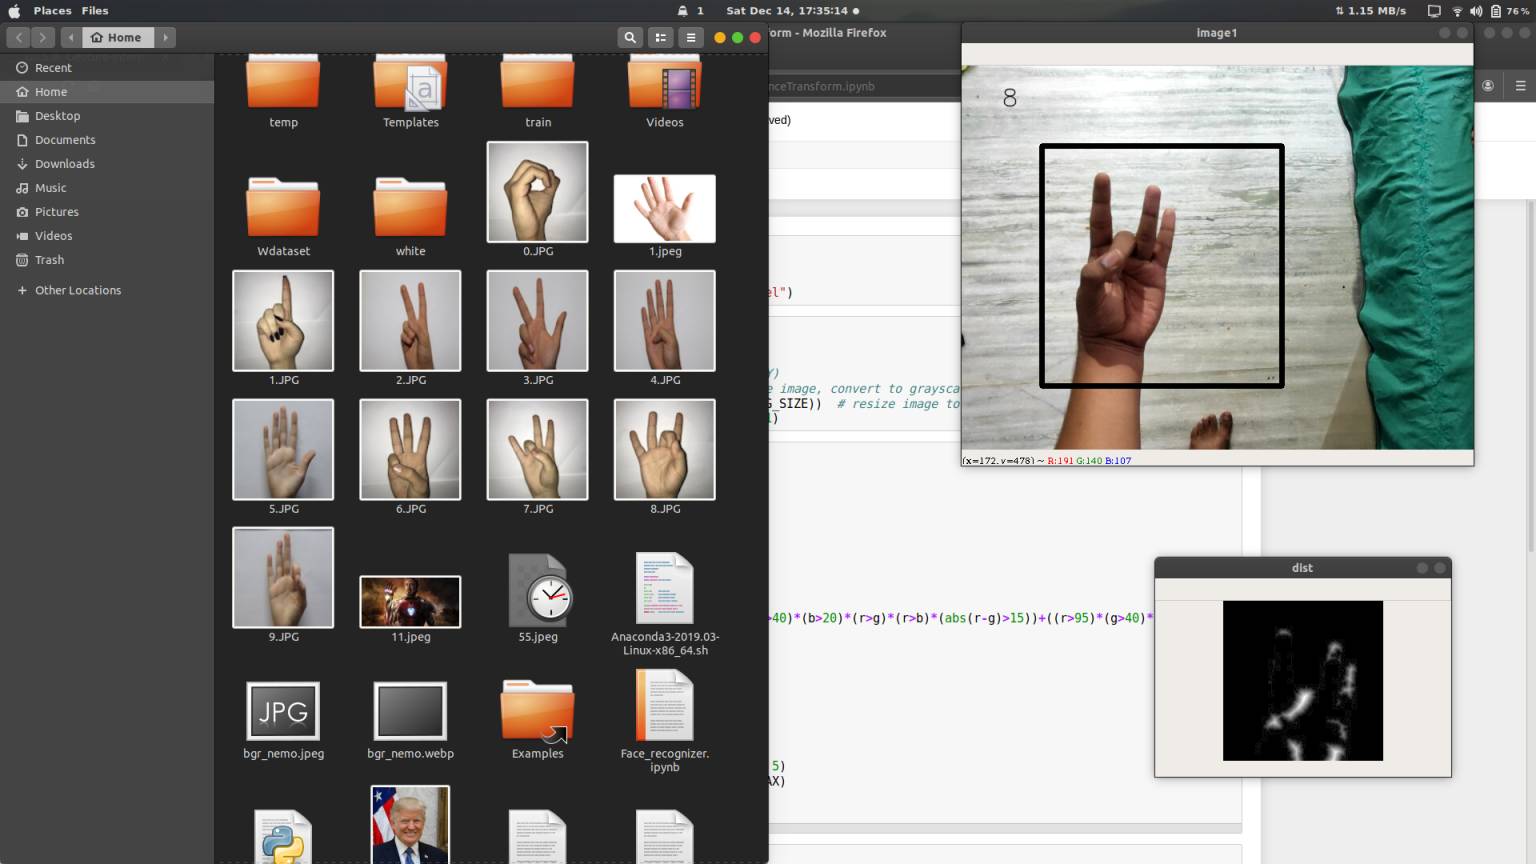 Places Files
1
Sat Dec 14, 17:35:14
1.15 MB/s
76 %
Home
Recent
Home
Desktop
Documents
Downloads
Music
Pictures
Videos
Trash
Other Locations
temp
Templates
train
Videos
Wdataset
white
0.JPG
1.jpeg
1.JPG
2.JPG
3.JPG
4.JPG
5.JPG
6.JPG
7.JPG
8.JPG
9.JPG
11.jpeg
55.jpeg
Anaconda3-2019.03-
Linux-x86_64.sh
JPG
bgr_nemo.jpeg
bgr_nemo.webp
Examples
Face_recognizer.
ipynb
orm - Mozilla Firefox
nceTransform.ipynb
ved)
el")
)
e image, convert to graysca
G_SIZE)) # resize image to
)
>40)*(b>20)*(r>g)*(r>b)*(abs(r-g)>15))+((r>95)*(g>40)*
5)
AX)
image1
8
(x=172, y=478) ~ R:191 G:140 B:107
dist